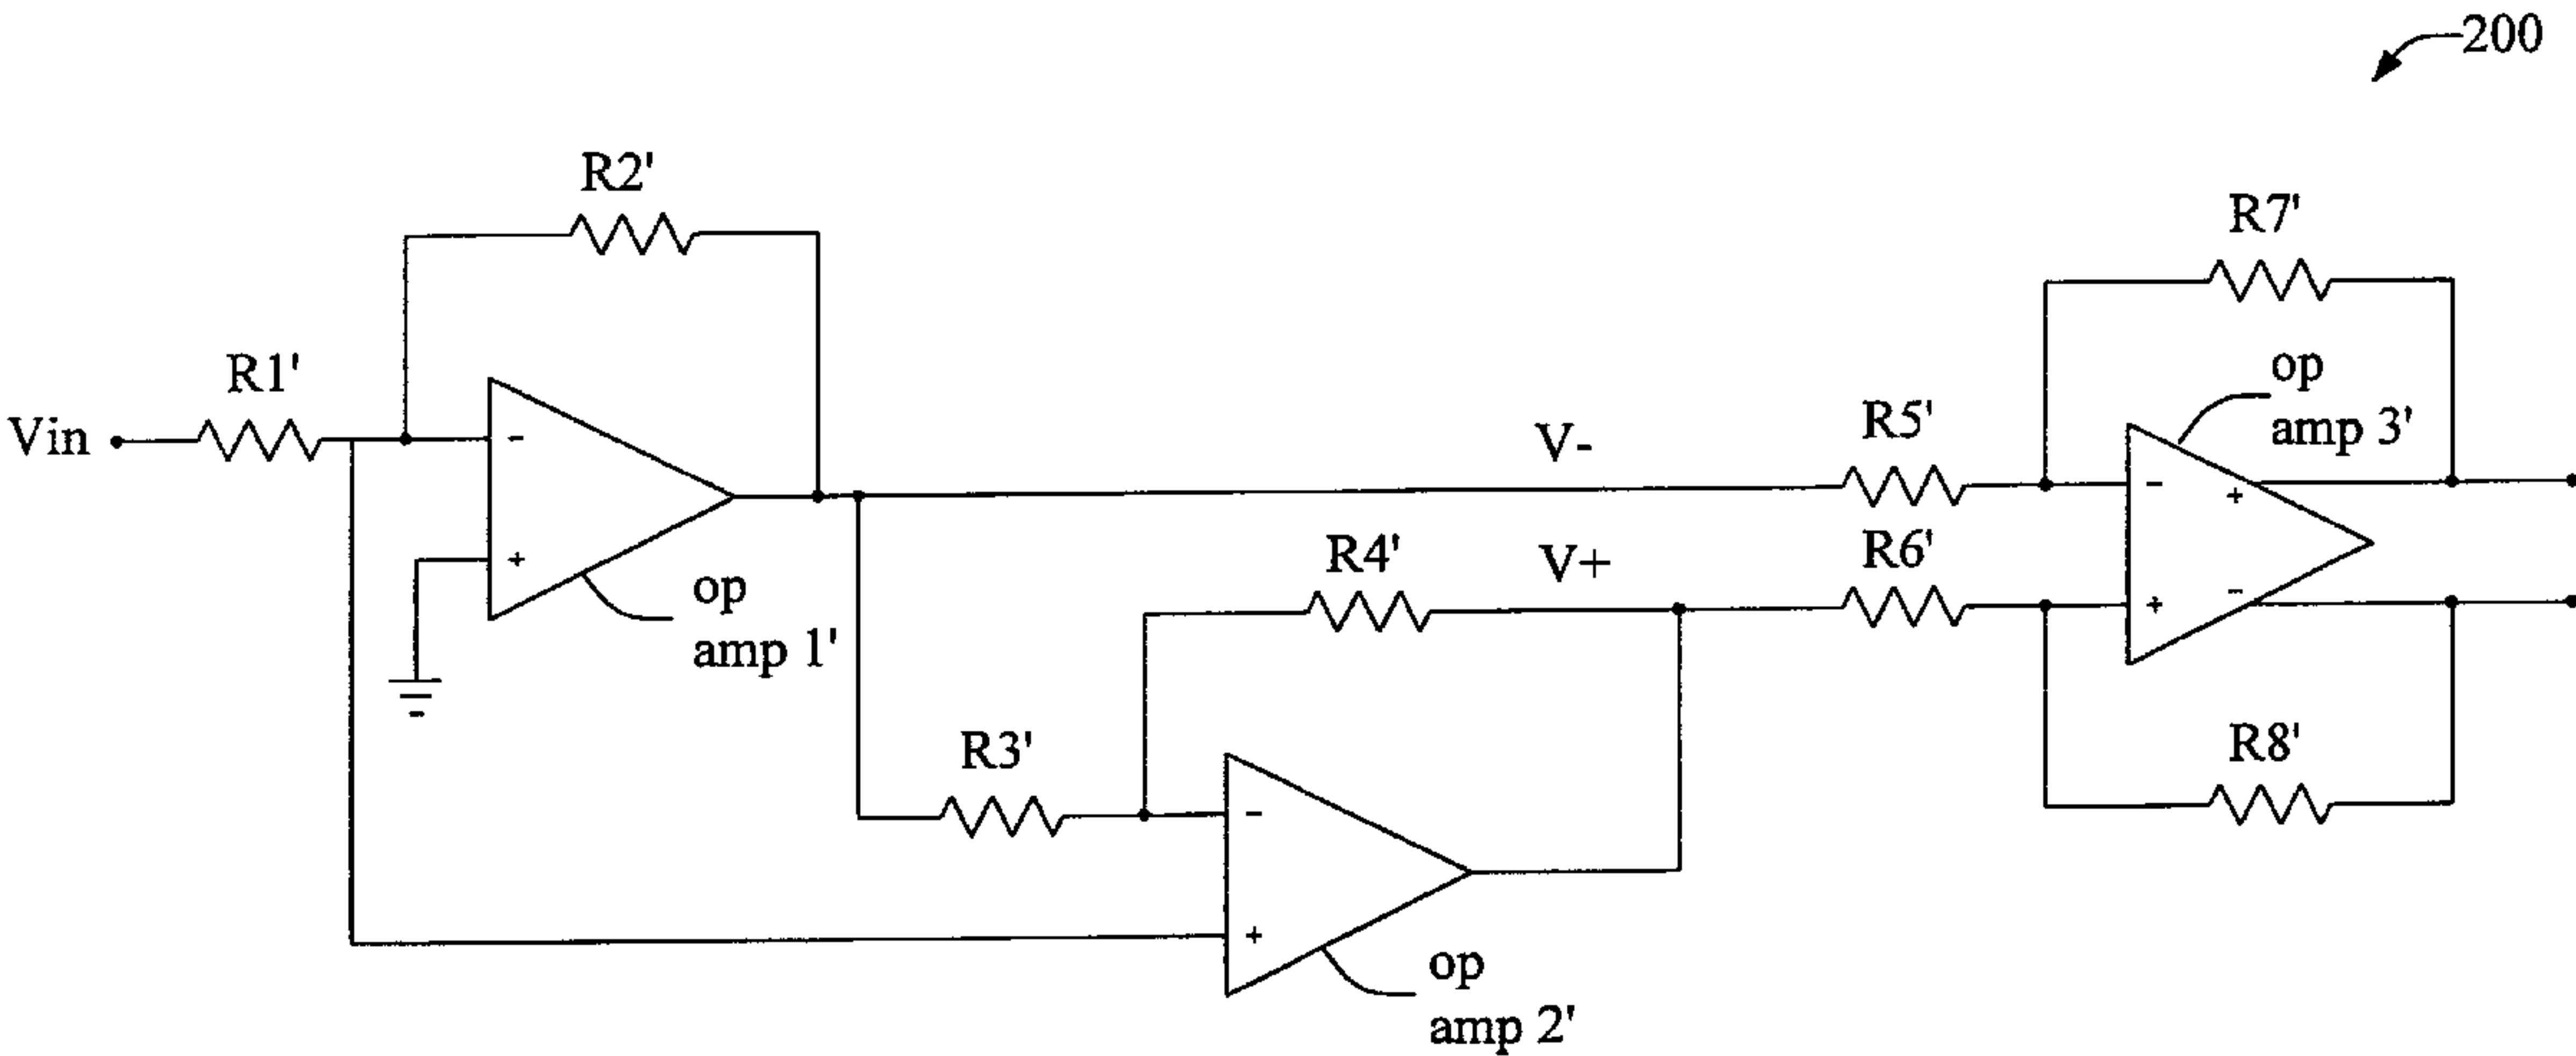 200
R2'
R7'
R1'
op
amp 3'
Vin
-
V-
R5'
-
+
+
R4'
V+
R6'
+
-
op
amp 1'
R3'
R8'
-
+
op
amp 2'